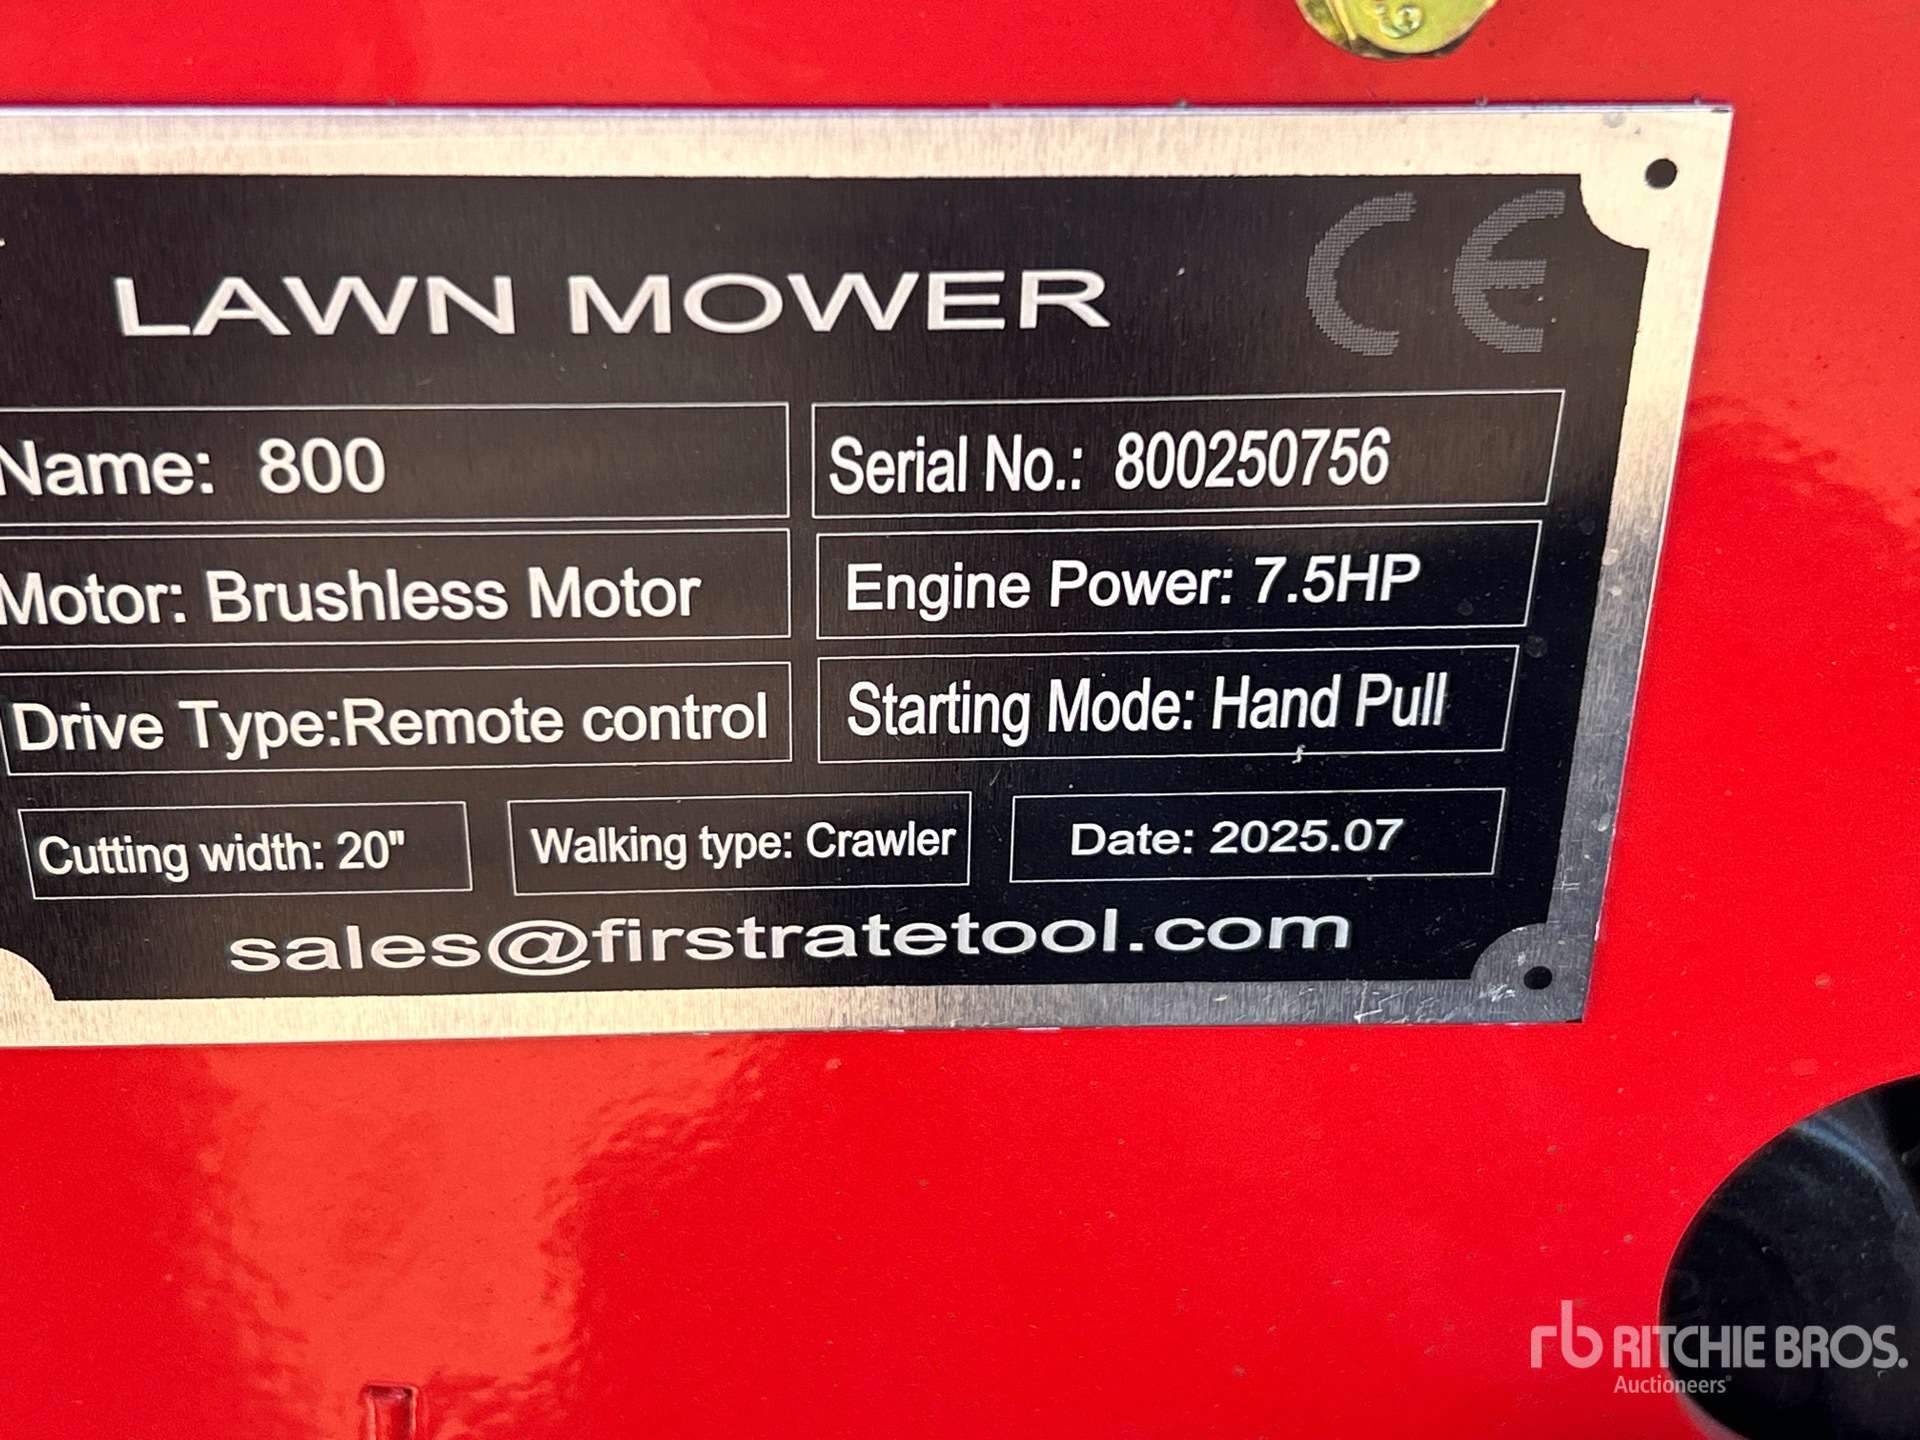 LAWN MOWER CE
Name: 800
Serial No.: 800250756
Motor: Brushless Motor
Engine Power: 7.5HP
Drive Type:Remote control
Starting Mode: Hand Pull
Cutting width: 20"
Walking type: Crawler
Date: 2025.07
sales@firstratetool.com
rb RITCHIE BROS.
Auctioneers®